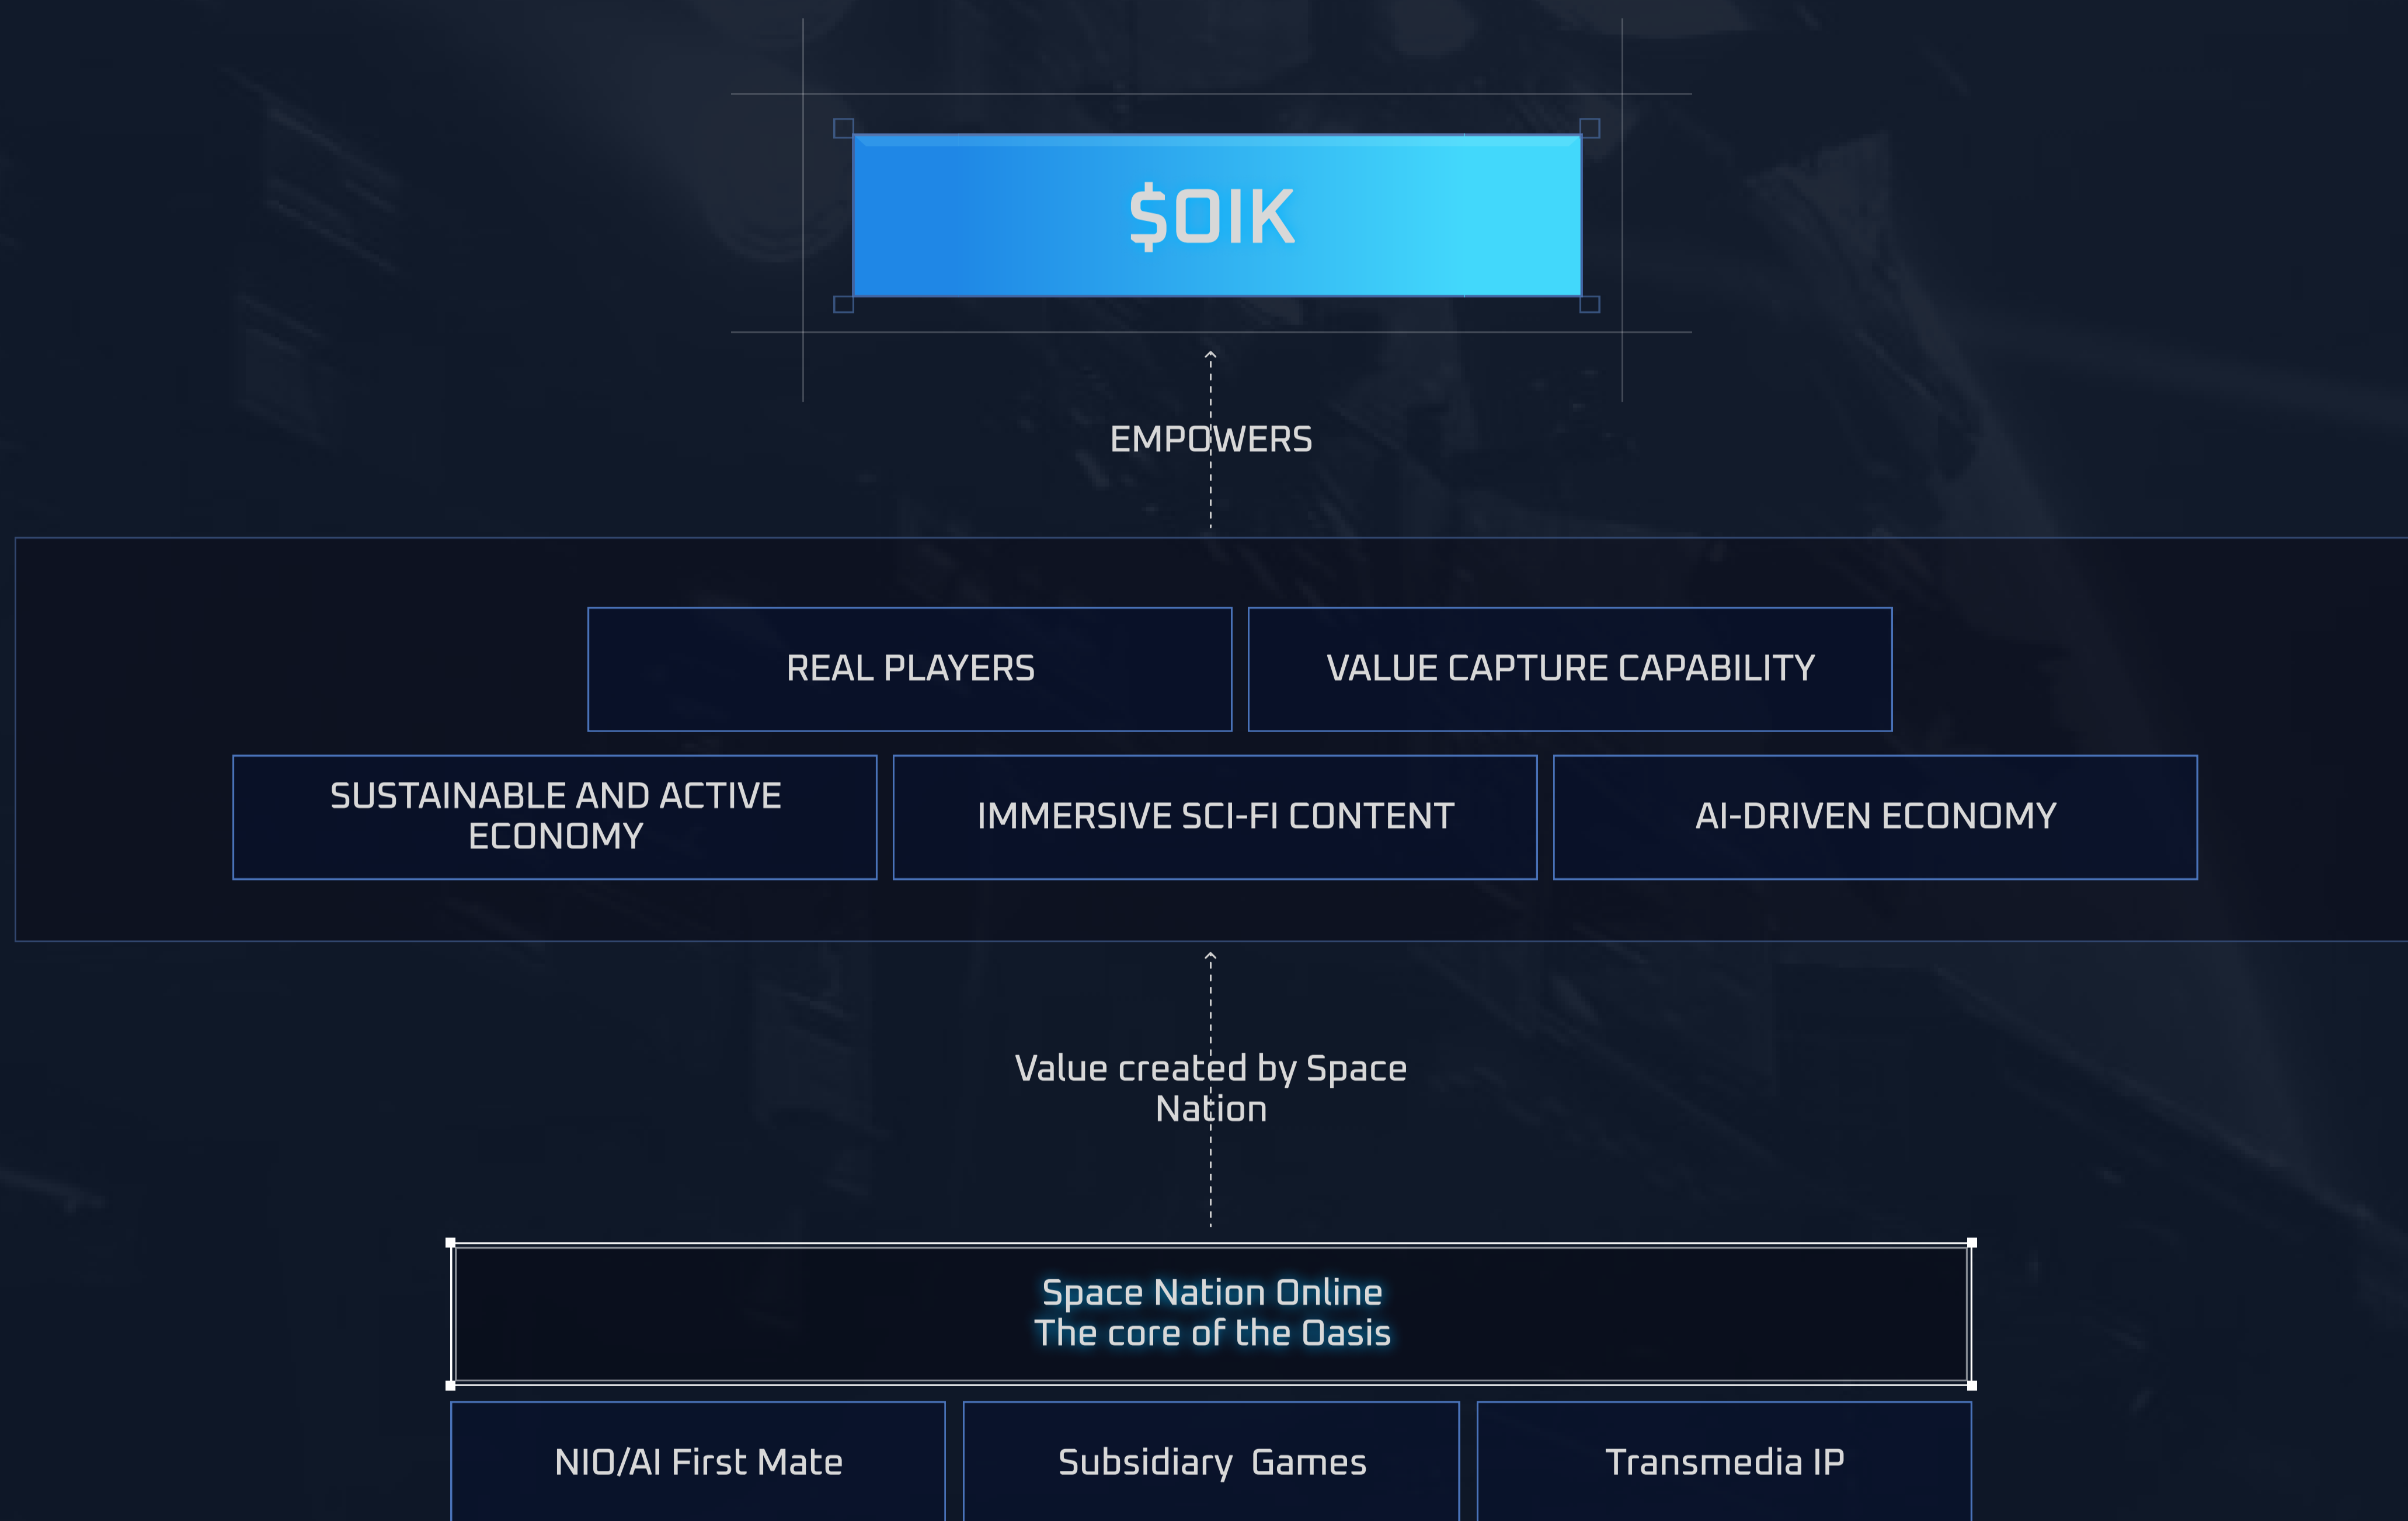 $OIK
EMPOWERS
REAL PLAYERS
VALUE CAPTURE CAPABILITY
SUSTAINABLE AND ACTIVE
ECONOMY
IMMERSIVE SCI-FI CONTENT
AI-DRIVEN ECONOMY
Value created by Space
Nation
Space Nation Online
The core of the Oasis
NIO/AI First Mate
Subsidiary Games
Transmedia IP